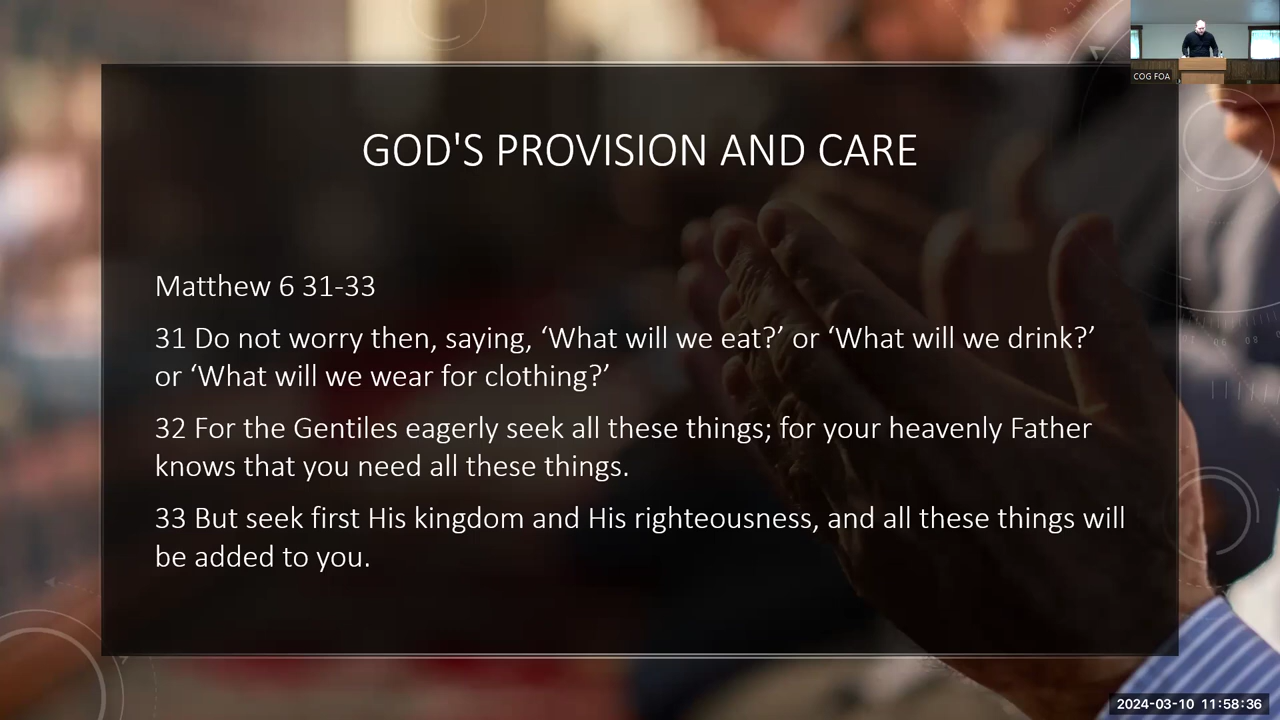 COG FOA
GOD'S PROVISION AND CARE
Matthew 6 31-33
31 Do not worry then, saying, ‘What will we eat?’ or ‘What will we drink?’
or ‘What will we wear for clothing?’
32 For the Gentiles eagerly seek all these things; for your heavenly Father
knows that you need all these things.
33 But seek first His kingdom and His righteousness, and all these things will
be added to you.
2024-03-10 11:58:36